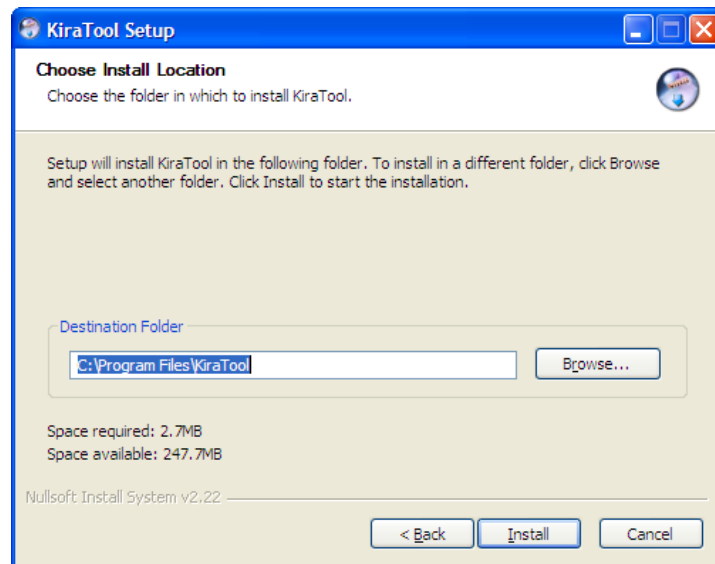 KiraTool Setup
Choose Install Location
Choose the folder in which to install KiraTool.
Setup will install KiraTool in the following folder. To install in a different folder, click Browse
and select another folder. Click Install to start the installation.
Destination Folder
C:\Program Files\KiraTool
Browse...
Space required: 2.7MB
Space available: 247.7MB
Nullsoft Install System v2.22
< Back
Install
Cancel